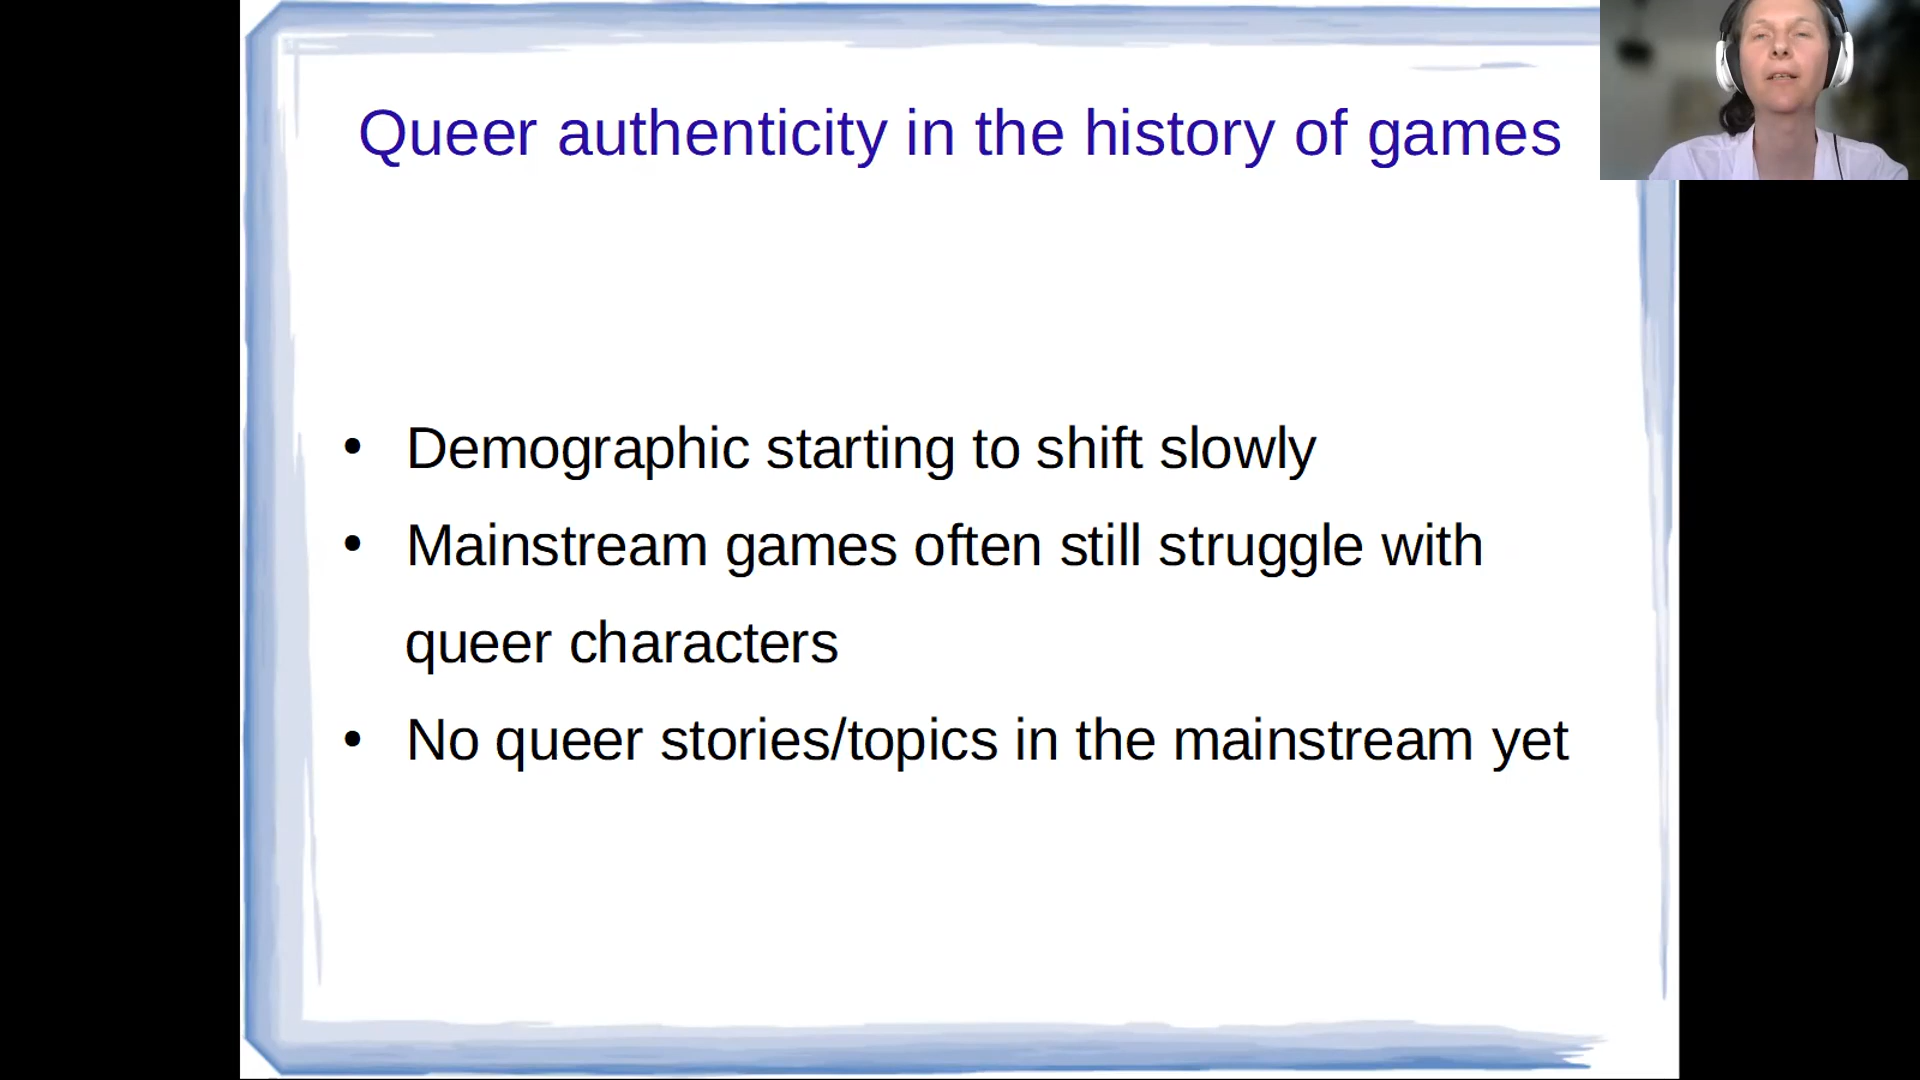 Queer authenticity in the history of games
• Demographic starting to shift slowly
• Mainstream games often still struggle with
queer characters
• No queer stories/topics in the mainstream yet